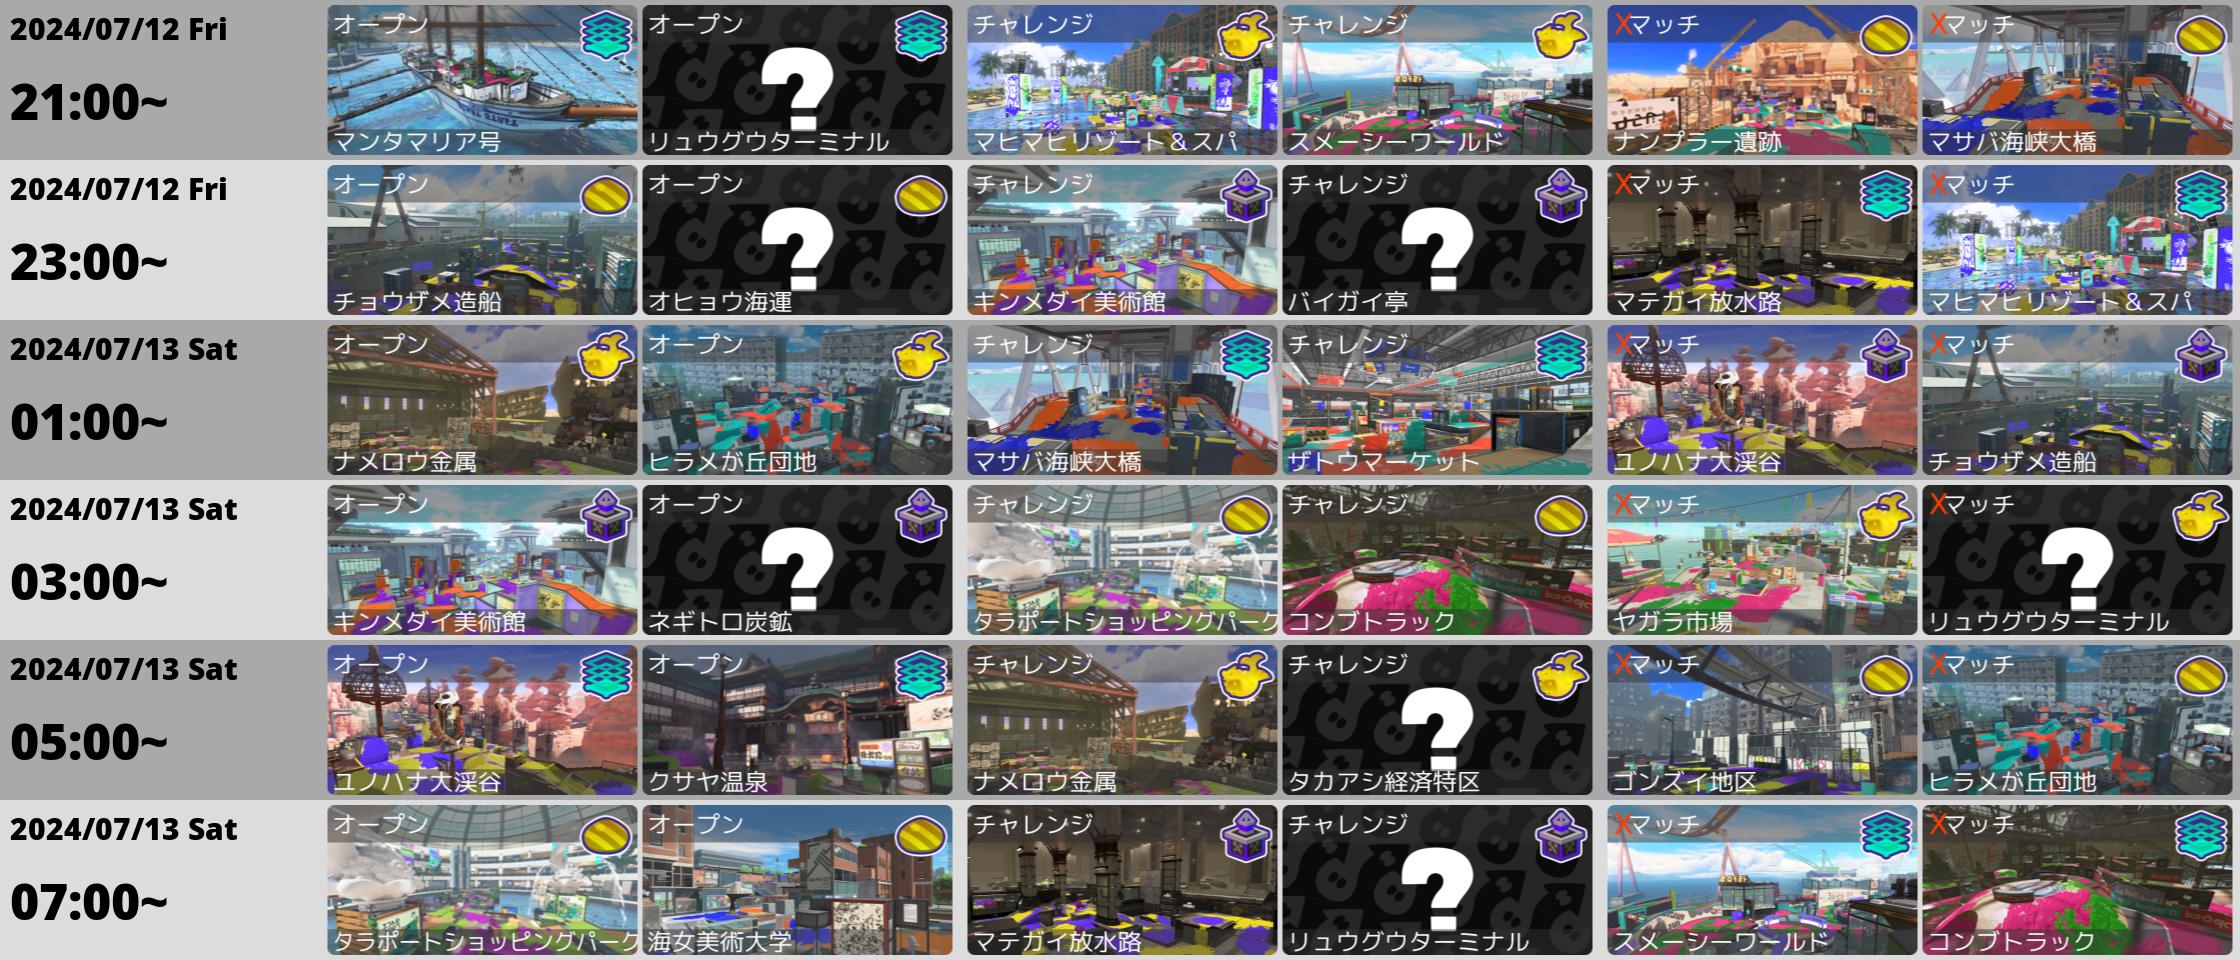 2024/07/12 Fri
21:00~
オープン
マンタマリア号
オープン
リュウグウターミナル
チャレンジ
マヒマヒリゾート＆スパ
チャレンジ
スメーシーワールド
Xマッチ
ナンプラー遺跡
Xマッチ
マサバ海峡大橋
2024/07/12 Fri
23:00~
オープン
チョウザメ造船
オープン
オヒョウ海運
チャレンジ
キンメダイ美術館
チャレンジ
バイガイ亭
Xマッチ
マテガイ放水路
Xマッチ
マヒマヒリゾート＆スパ
2024/07/13 Sat
01:00~
オープン
ナメロウ金属
オープン
ヒラメが丘団地
チャレンジ
マサバ海峡大橋
チャレンジ
ザトウマーケット
Xマッチ
ユノハナ大渓谷
Xマッチ
チョウザメ造船
2024/07/13 Sat
03:00~
オープン
キンメダイ美術館
オープン
ネギトロ炭鉱
チャレンジ
タラポートショッピングパーク
チャレンジ
コンブトラック
Xマッチ
ヤガラ市場
Xマッチ
リュウグウターミナル
2024/07/13 Sat
05:00~
オープン
ユノハナ大渓谷
オープン
クサヤ温泉
チャレンジ
ナメロウ金属
チャレンジ
タカアシ経済特区
Xマッチ
ゴンズイ地区
Xマッチ
ヒラメが丘団地
2024/07/13 Sat
07:00~
オープン
タラポートショッピングパーク
オープン
海女美術大学
チャレンジ
マテガイ放水路
チャレンジ
リュウグウターミナル
Xマッチ
スメーシーワールド
Xマッチ
コンブトラック